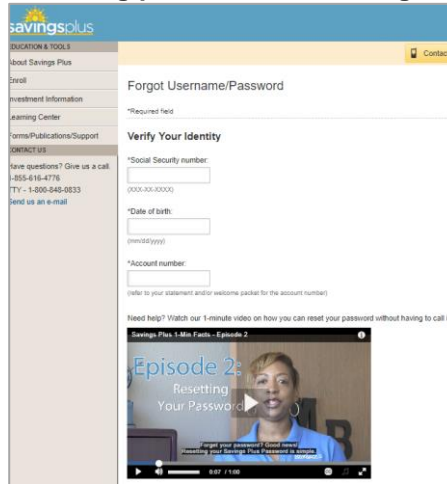 savingsplus
EDUCATION & TOOLS
About Savings Plus
Enroll
Investment Information
Learning Center
Forms/Publications/Support
CONTACT US
Have questions? Give us a call.
1-855-616-4776
TTY - 1-800-848-0833
Send us an e-mail
Contac
Forgot Username/Password
*Required field
Verify Your Identity
*Social Security number:
(XXX-XX-XXXX)
*Date of birth:
(mm/dd/yyyy)
*Account number:
(refer to your statement and/or welcome packet for the account number)
Need help? Watch our 1-minute video on how you can reset your password without having to call
Savings Plus 1-Min Facts - Episode 2
Episode 2:
Resetting
Your Password
Forget your password? Good news!
Resetting your Savings Plus Password is simple.
0:07 / 1:00